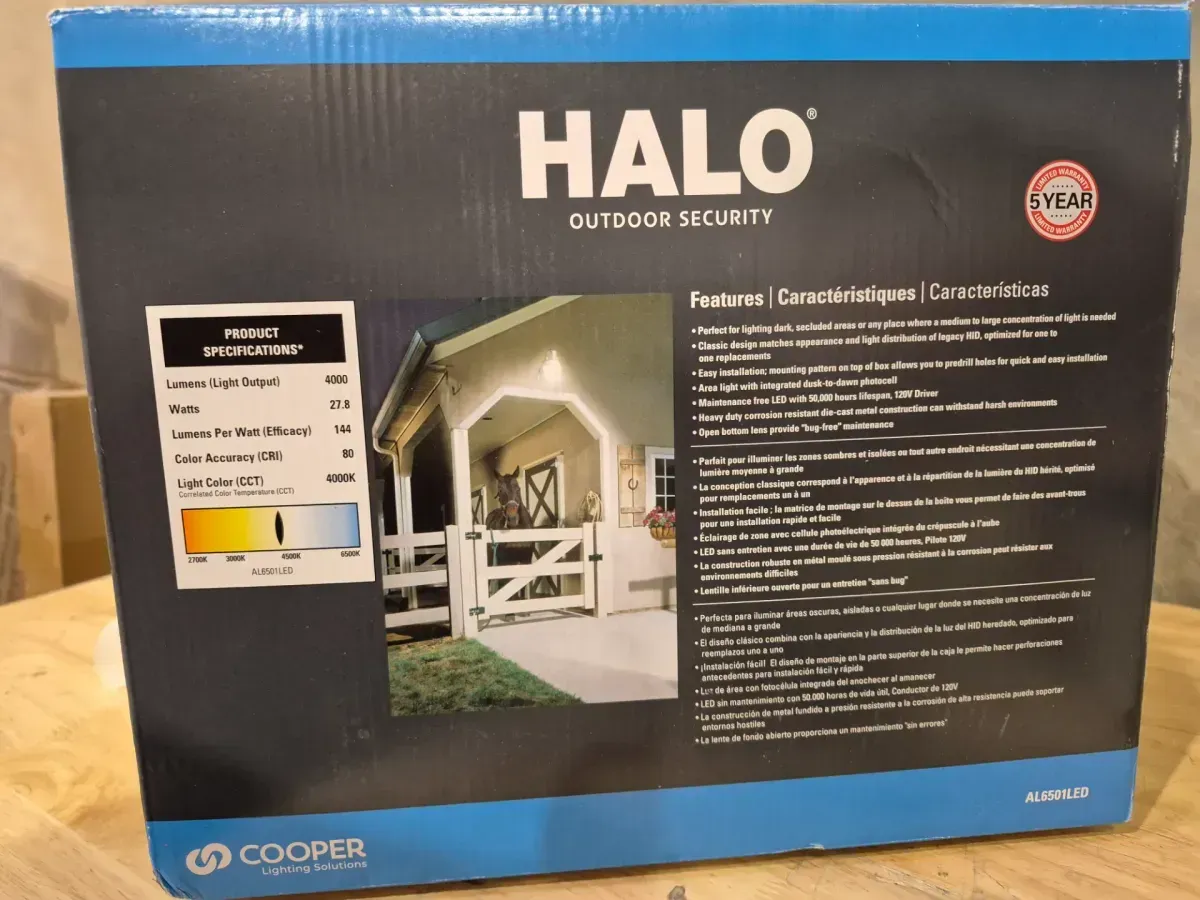 HALO®
OUTDOOR SECURITY
LIMITED WARRANTY
5 YEAR
LIMITED WARRANTY
PRODUCT
SPECIFICATIONS*
Lumens (Light Output) 4000
Watts 27.8
Lumens Per Watt (Efficacy) 144
Color Accuracy (CRI) 80
Light Color (CCT) 4000K
Correlated Color Temperature (CCT)
2700K 3000K 4500K 6500K
AL6501LED
Features | Caractéristiques | Características
• Perfect for lighting dark, secluded areas or any place where a medium to large concentration of light is needed
• Classic design matches appearance and light distribution of legacy HID, optimized for one to
one replacements
• Easy installation; mounting pattern on top of box allows you to predrill holes for quick and easy installation
• Area light with integrated dusk-to-dawn photocell
• Maintenance free LED with 50,000 hours lifespan, 120V Driver
• Heavy duty corrosion resistant die-cast metal construction can withstand harsh environments
• Open bottom lens provide "bug-free" maintenance
• Parfait pour illuminer les zones sombres et isolées ou tout autre endroit nécessitant une concentration de
lumière moyenne à grande
• La conception classique correspond à l'apparence et à la répartition de la lumière du HID hérité, optimisé
pour remplacements un à un
• Installation facile ; la matrice de montage sur le dessus de la boîte vous permet de faire des avant-trous
pour une installation rapide et facile
• Éclairage de zone avec cellule photoélectrique intégrée du crépuscule à l'aube
• LED sans entretien avec une durée de vie de 50 000 heures, Pilote 120V
• La construction robuste en métal moulé sous pression résistant à la corrosion peut résister aux
environnements difficiles
• Lentille inférieure ouverte pour un entretien "sans bug"
• Perfecta para iluminar áreas oscuras, aisladas o cualquier lugar donde se necesite una concentración de luz
de mediana a grande
• El diseño clásico combina con la apariencia y la distribución de la luz del HID heredado, optimizado para
reemplazos uno a uno
• ¡Instalación fácil! El diseño de montaje en la parte superior de la caja le permite hacer perforaciones
antecedentes para instalación fácil y rápida
• Luz de área con fotocélula integrada del anochecer al amanecer
• LED sin mantenimiento con 50.000 horas de vida útil, Conductor de 120V
• La construcción de metal fundido a presión resistente a la corrosión de alta resistencia puede soportar
entornos hostiles
• La lente de fondo abierto proporciona un mantenimiento "sin errores"
AL6501LED
COOPER
Lighting Solutions